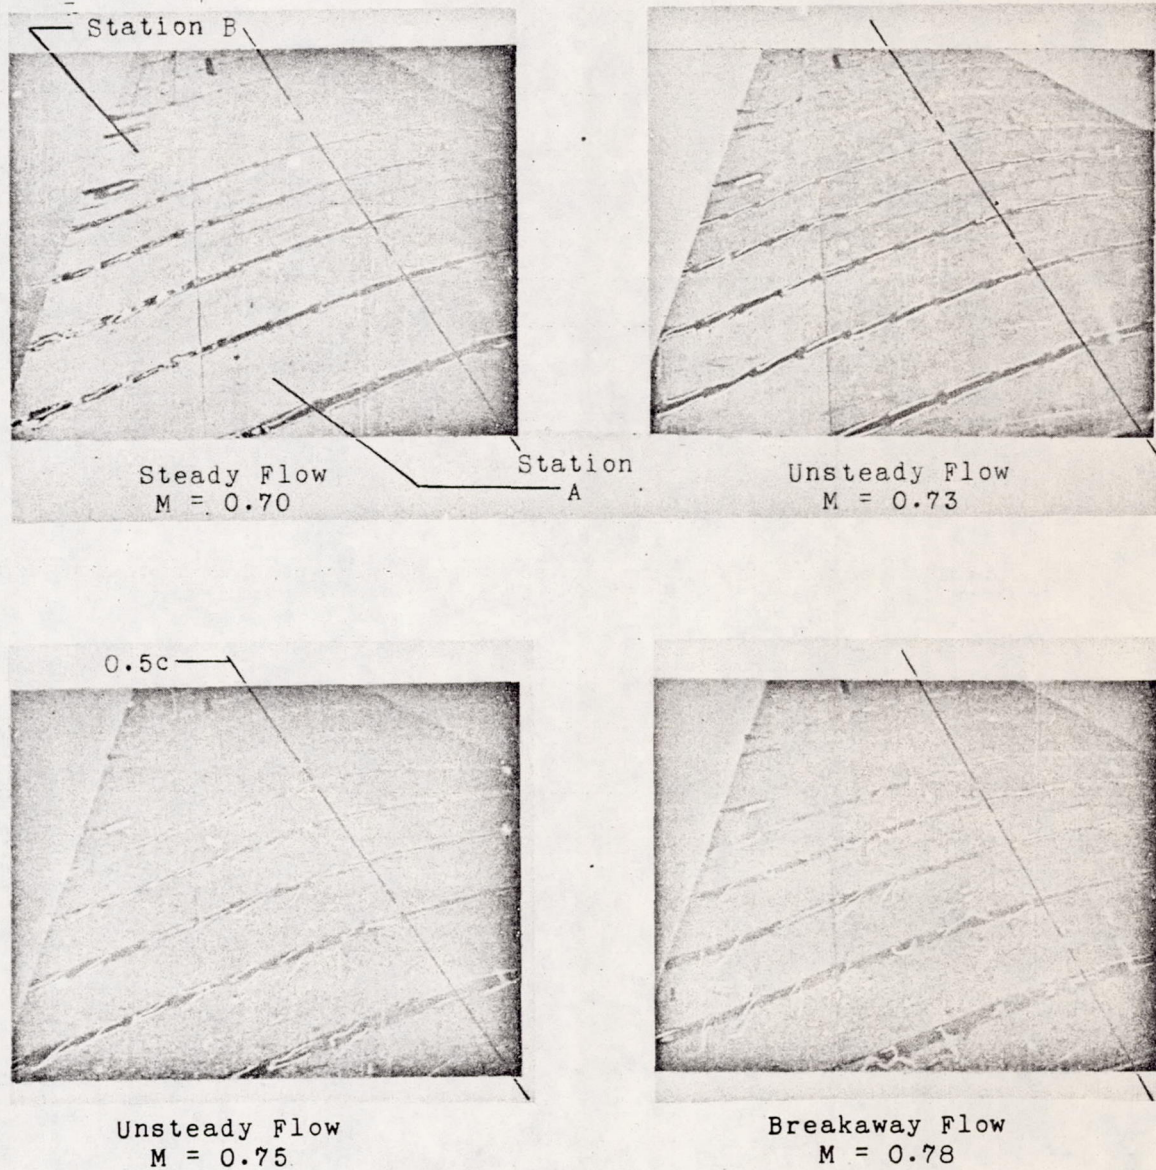 Station B
Steady Flow
M = 0.70
Station
A
Unsteady Flow
M = 0.73
0.5c
Unsteady Flow
M = 0.75
Breakaway Flow
M = 0.78